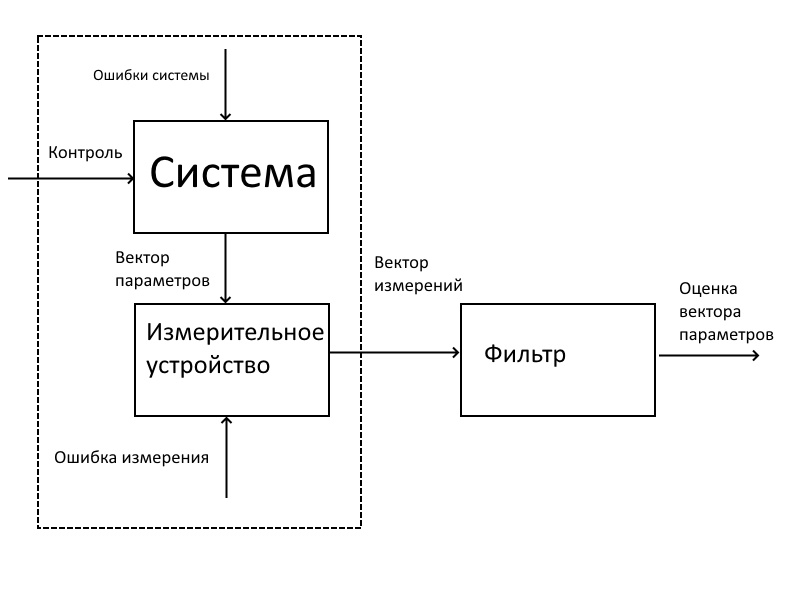 Ошибки системы
Контроль
Система
Вектор
параметров
Вектор
измерений
Оценка
вектора
параметров
Измерительное
устройство
Фильтр
Ошибка измерения